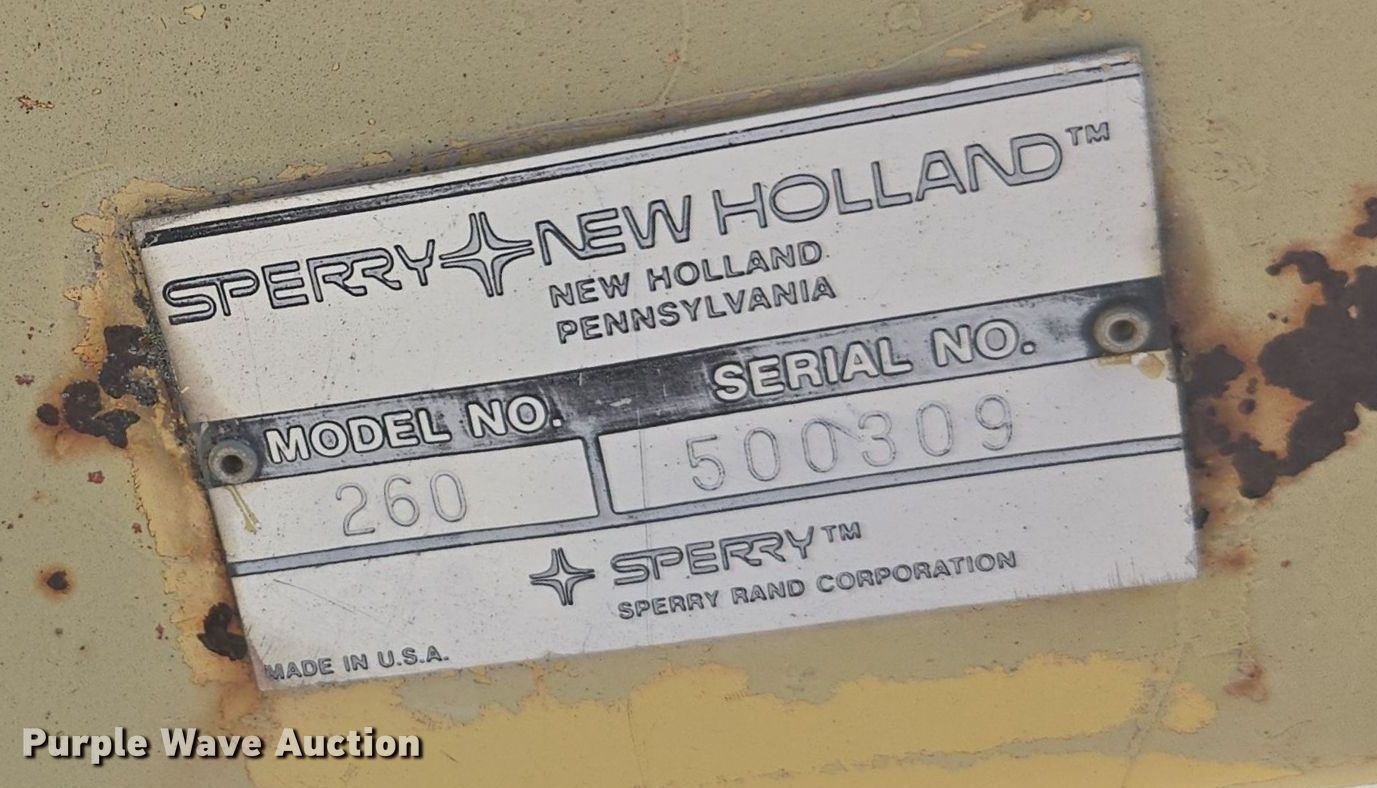 SPERRY NEW HOLLAND™
NEW HOLLAND
PENNSYLVANIA
MODEL NO. SERIAL NO.
260 500309
SPERRY™
SPERRY RAND CORPORATION
MADE IN U.S.A.
Purple Wave Auction